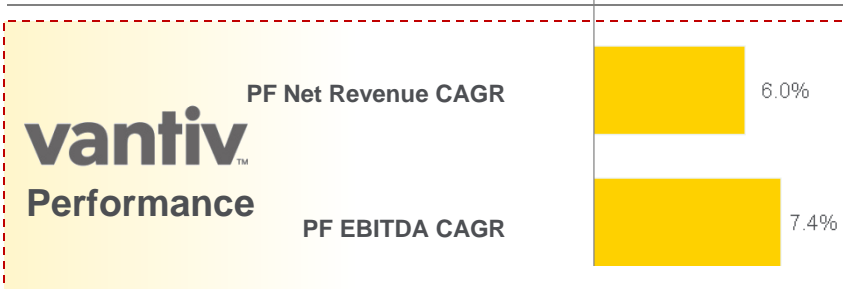 PF Net Revenue CAGR
6.0%
vantiv™
Performance
PF EBITDA CAGR
7.4%